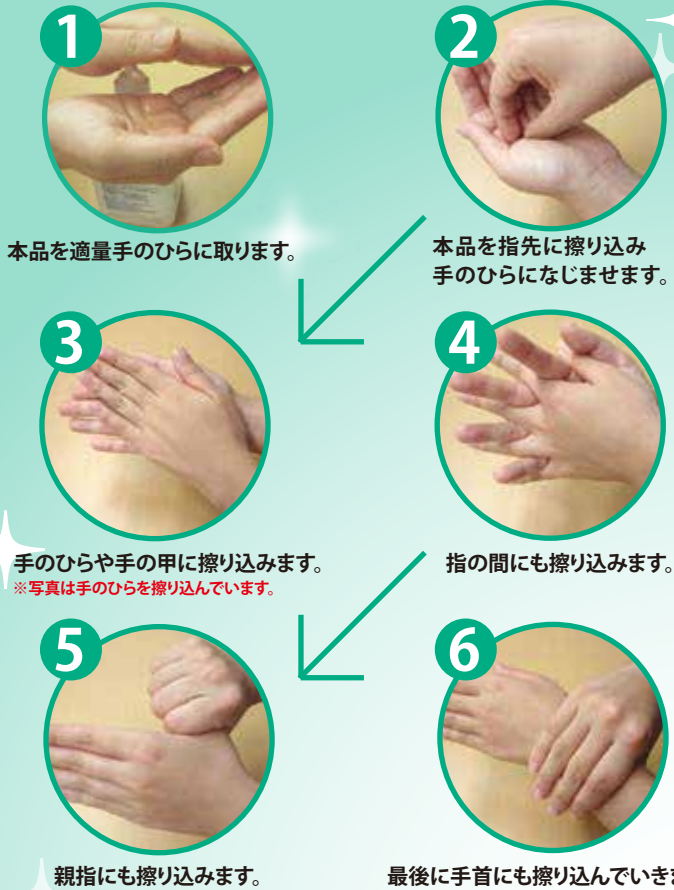 1
本品を適量手のひらに取ります。
2
本品を指先に擦り込み
手のひらになじませます。
3
手のひらや手の甲に擦り込みます。
※写真は手のひらを擦り込んでいます。
4
指の間にも擦り込みます。
5
親指にも擦り込みます。
6
最後に手首にも擦り込んでいきま